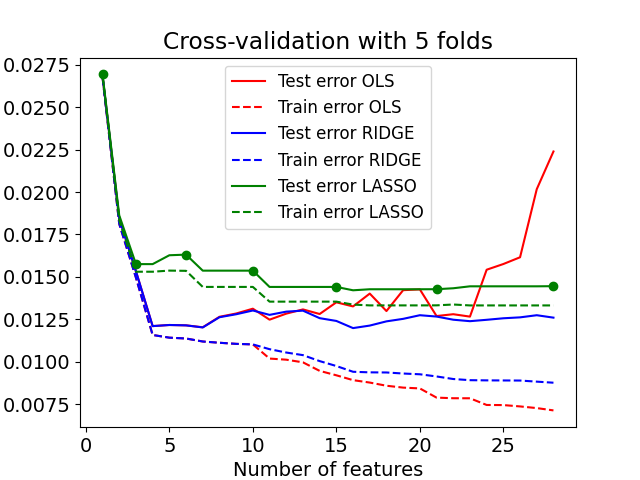 Cross-validation with 5 folds
0.0275
0.0250
0.0225
0.0200
0.0175
0.0150
0.0125
0.0100
0.0075
Test error OLS
Train error OLS
Test error RIDGE
Train error RIDGE
Test error LASSO
Train error LASSO
0 5 10 15 20 25
Number of features